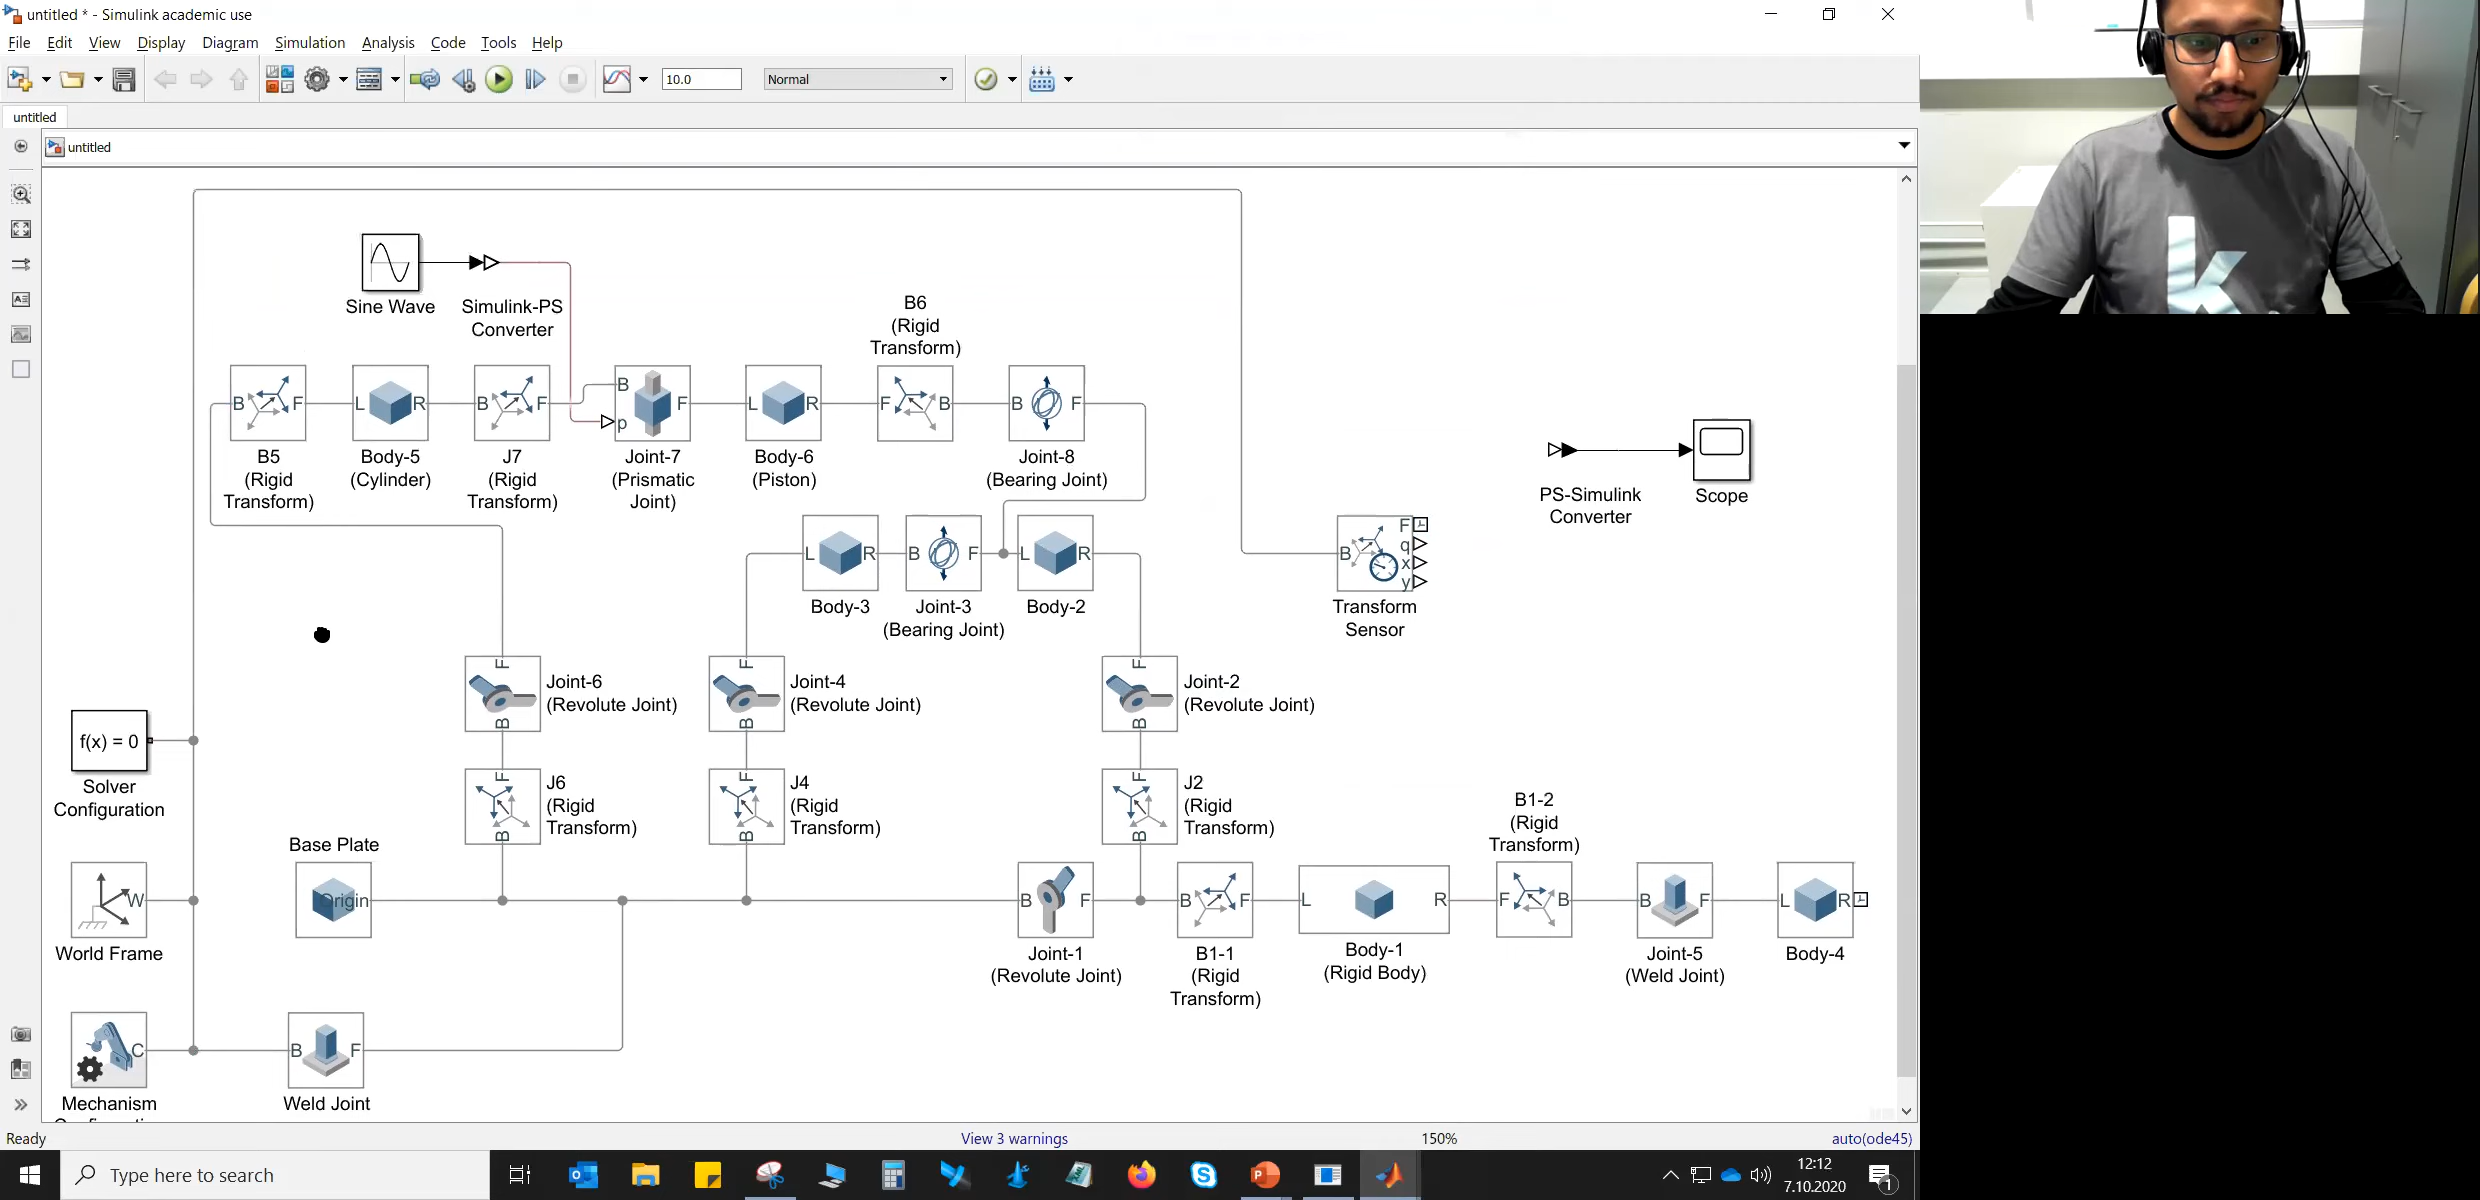 untitled * - Simulink academic use
File Edit View Display Diagram Simulation Analysis Code Tools Help
10.0
Normal
untitled
untitled
Sine Wave
Simulink-PS
Converter
B6
(Rigid
Transform)
B F
L R
B F
B F
p
L R
F B
B F
B5
(Rigid
Transform)
Body-5
(Cylinder)
J7
(Rigid
Transform)
Joint-7
(Prismatic
Joint)
Body-6
(Piston)
Joint-8
(Bearing Joint)
PS-Simulink
Converter
Scope
L R
B F
L R
B F
q
x
y
Body-3
Joint-3
(Bearing Joint)
Body-2
Transform
Sensor
F
B
Joint-6
(Revolute Joint)
F
B
Joint-4
(Revolute Joint)
F
B
Joint-2
(Revolute Joint)
f(x) = 0
Solver
Configuration
F
B
J6
(Rigid
Transform)
F
B
J4
(Rigid
Transform)
F
B
J2
(Rigid
Transform)
B1-2
(Rigid
Transform)
Base Plate
W
Origin
B F
B F
L R
F B
B F
L R
World Frame
Joint-1
(Revolute Joint)
B1-1
(Rigid
Transform)
Body-1
(Rigid Body)
Joint-5
(Weld Joint)
Body-4
C
B F
Mechanism
Weld Joint
Ready
View 3 warnings
150%
auto(ode45)
Type here to search
12:12
7.10.2020
1
k